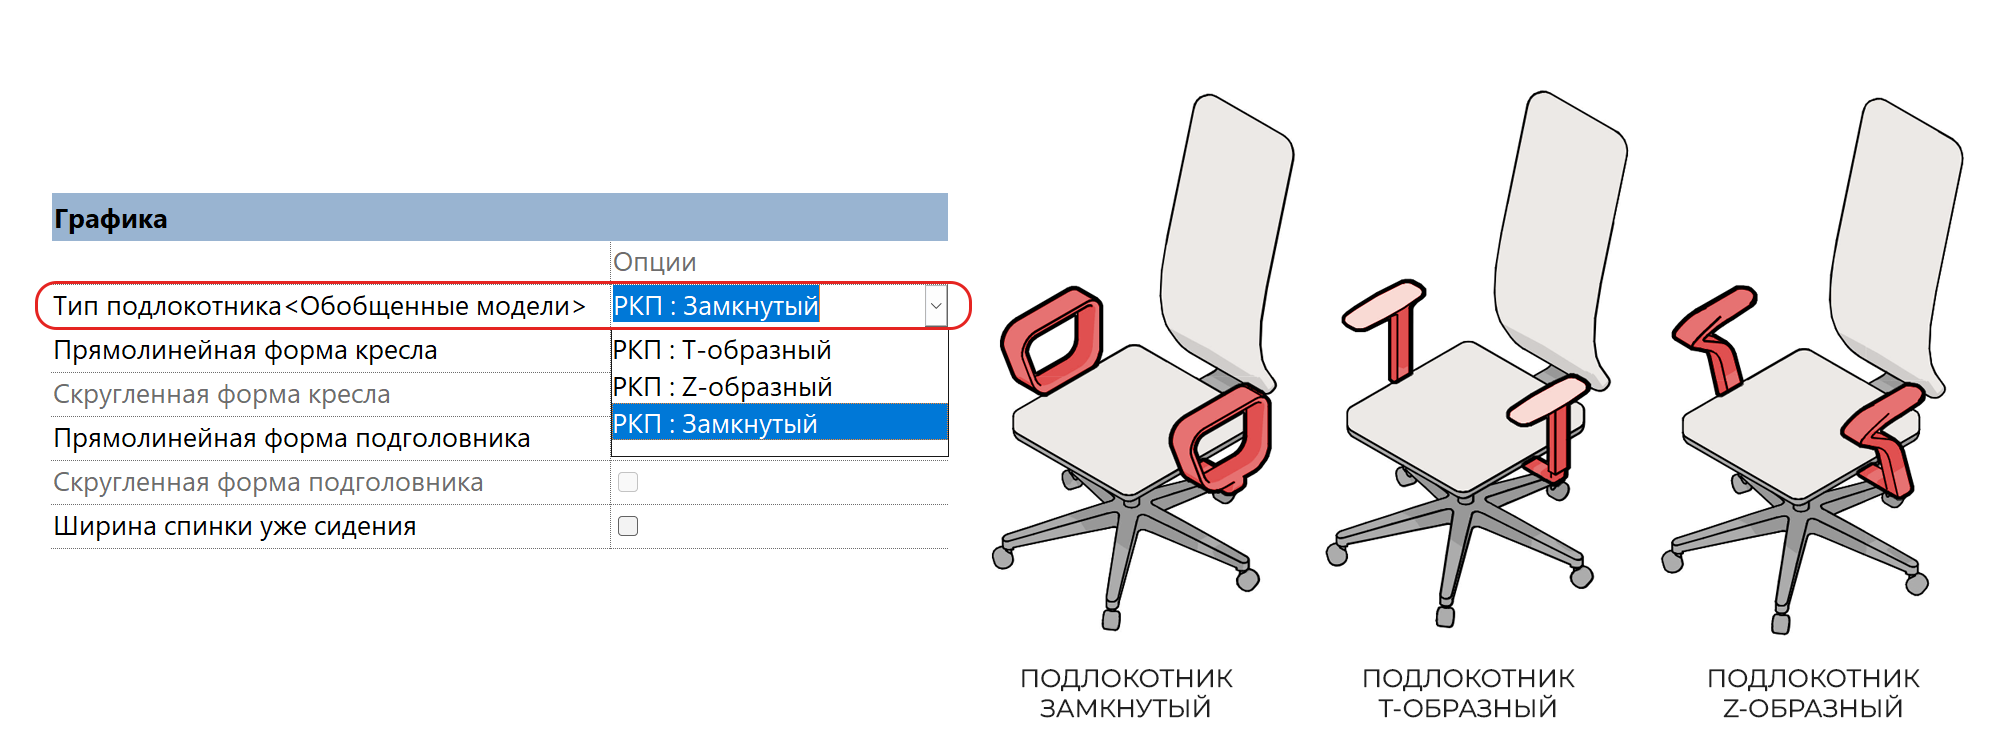 Графика
Опции
Тип подлокотника<Обобщенные модели> РКП : Замкнутый
Прямолинейная форма кресла РКП : Т-образный
РКП : Z-образный
Скругленная форма кресла
РКП : Замкнутый
Прямолинейная форма подголовника
Скругленная форма подголовника
Ширина спинки уже сидения
ПОДЛОКОТНИК ЗАМКНУТЫЙ
ПОДЛОКОТНИК Т-ОБРАЗНЫЙ
ПОДЛОКОТНИК Z-ОБРАЗНЫЙ